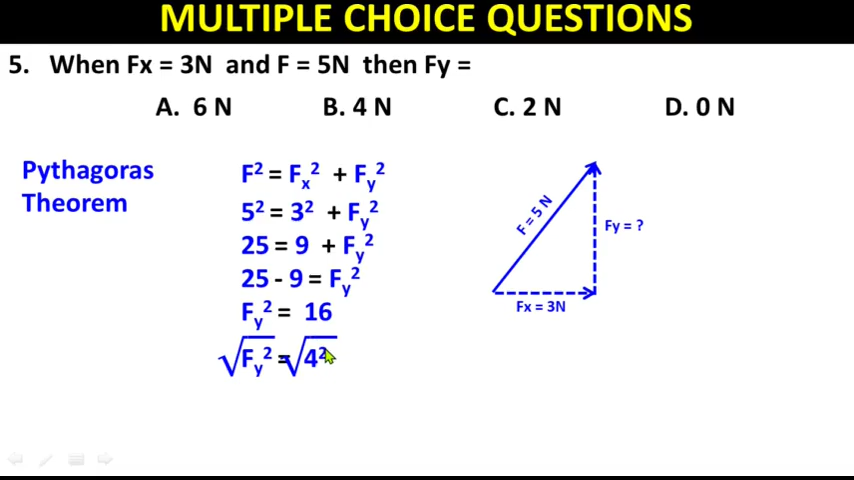 MULTIPLE CHOICE QUESTIONS
5. When Fx = 3N and F = 5N then Fy =
A. 6 N B. 4 N C. 2 N D. 0 N
Pythagoras
Theorem
F² = Fₓ² + Fy²
5² = 3² + Fy²
25 = 9 + Fy²
25 - 9 = Fy²
Fy² = 16
√Fy² = √4²
F = 5 N
Fy = ?
Fx = 3N